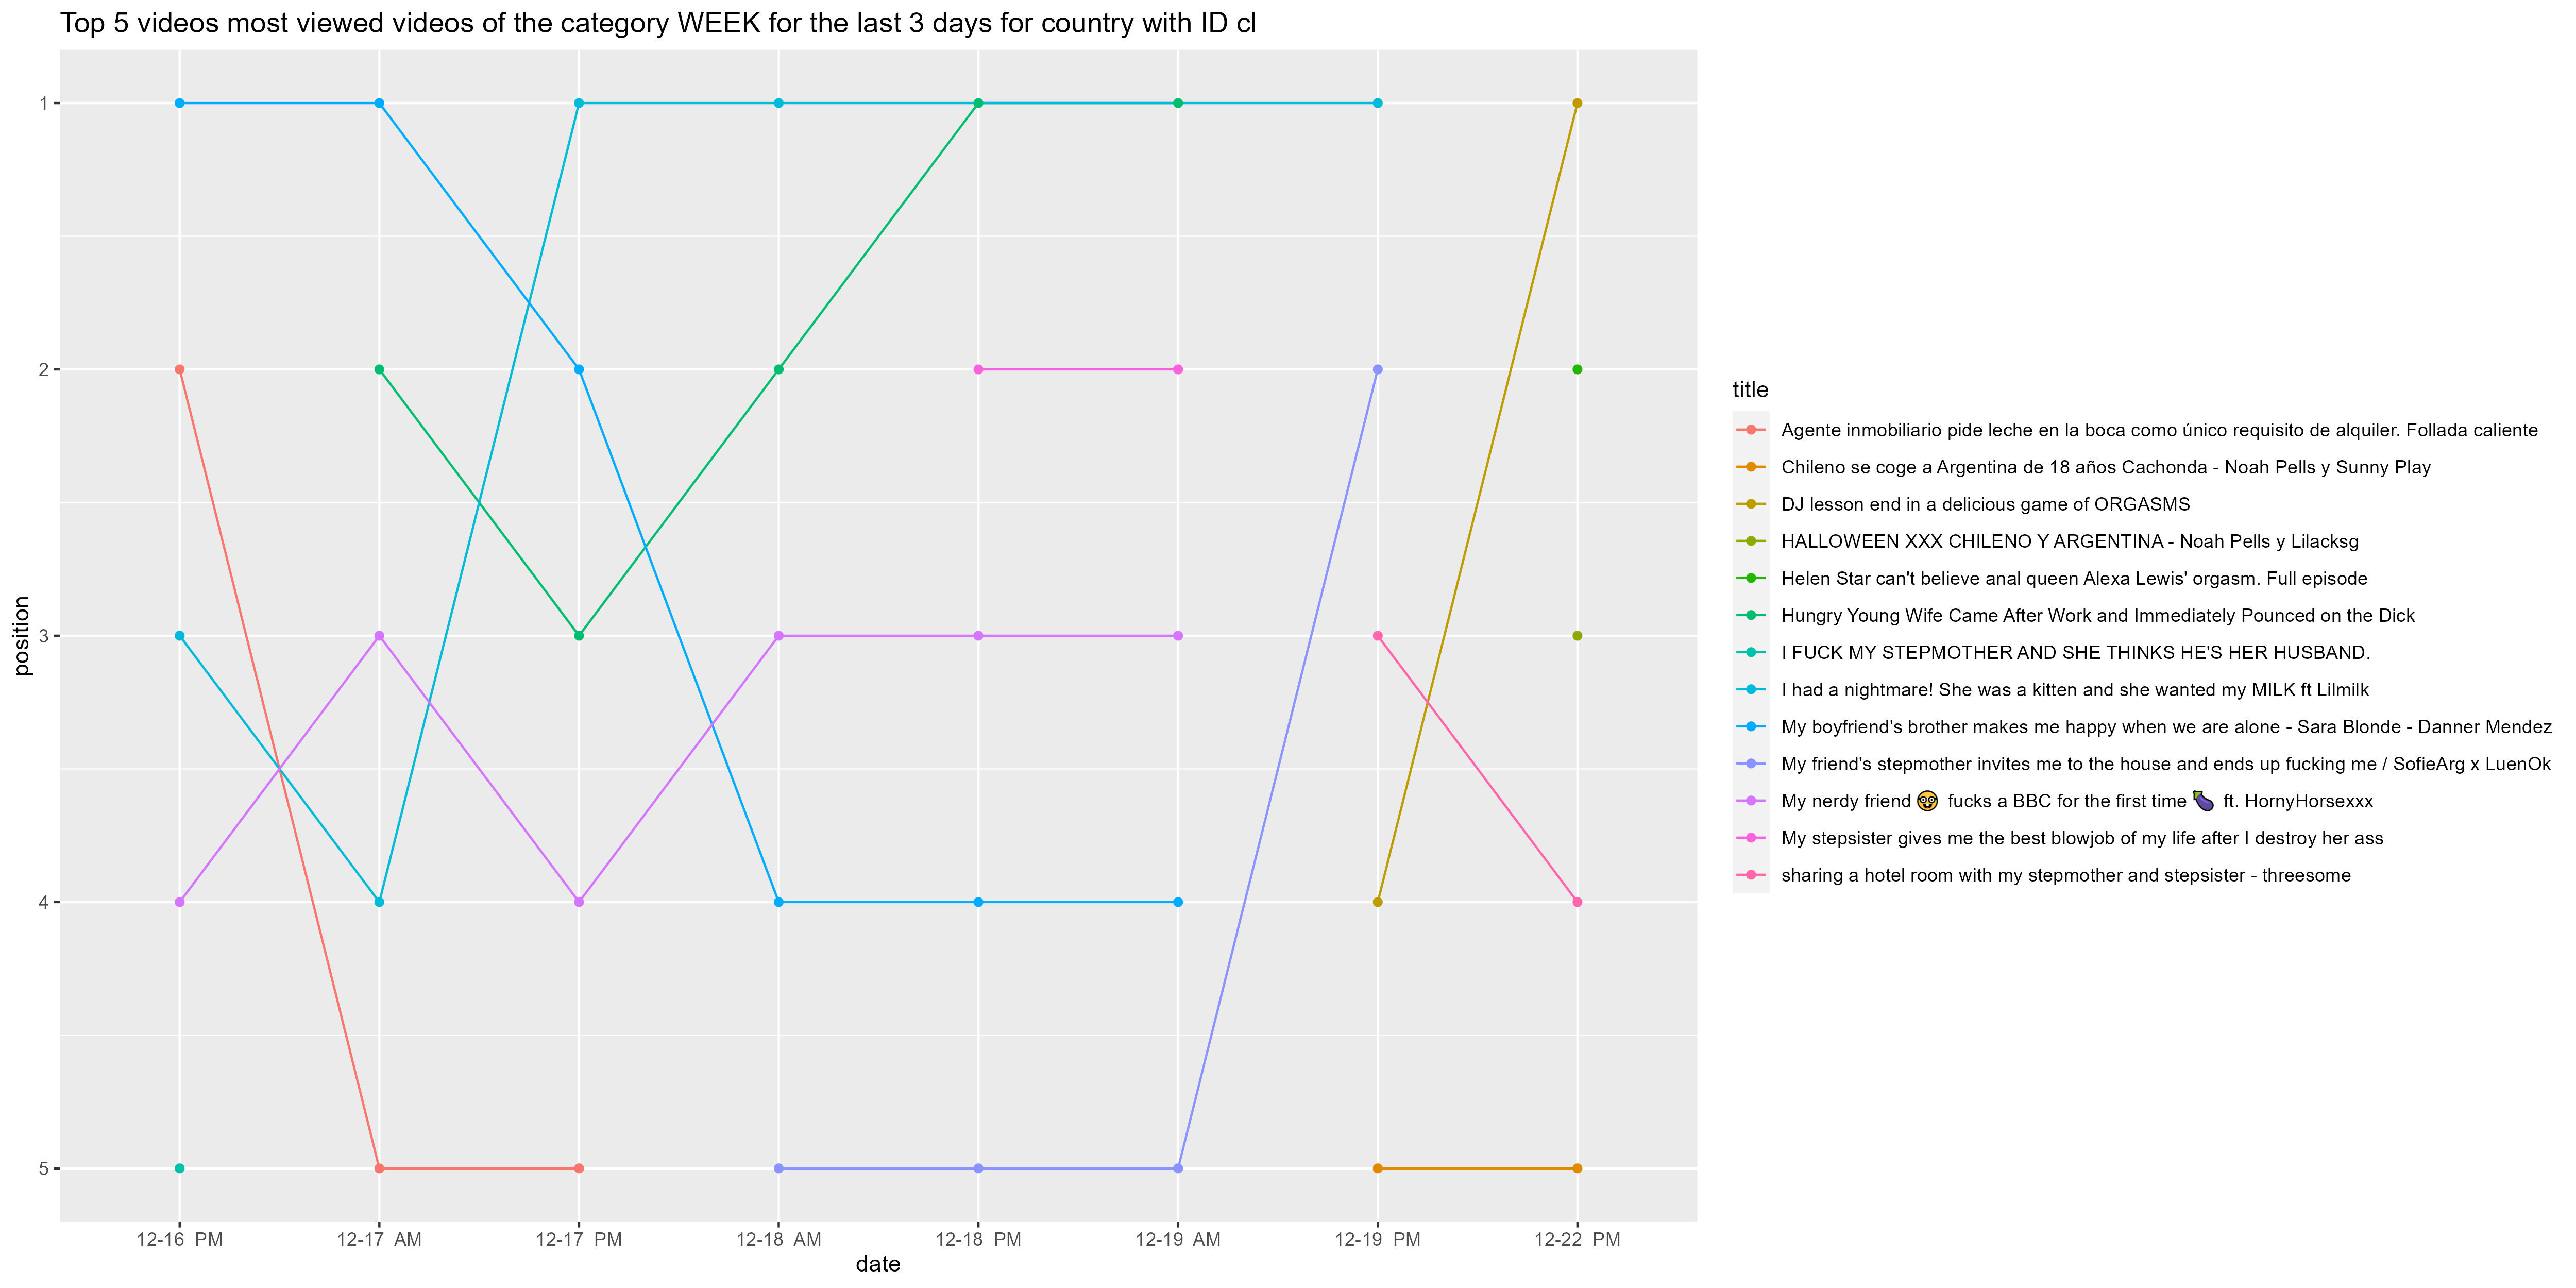 Top 5 videos most viewed videos of the category WEEK for the last 3 days for country with ID cl
position
1
2
3
4
5
12-16 PM
12-17 AM
12-17 PM
12-18 AM
12-18 PM
12-19 AM
12-19 PM
12-22 PM
date
title
Agente inmobiliario pide leche en la boca como único requisito de alquiler. Follada caliente
Chileno se coge a Argentina de 18 años Cachonda - Noah Pells y Sunny Play
DJ lesson end in a delicious game of ORGASMS
HALLOWEEN XXX CHILENO Y ARGENTINA - Noah Pells y Lilacksg
Helen Star can't believe anal queen Alexa Lewis' orgasm. Full episode
Hungry Young Wife Came After Work and Immediately Pounced on the Dick
I FUCK MY STEPMOTHER AND SHE THINKS HE'S HER HUSBAND.
I had a nightmare! She was a kitten and she wanted my MILK ft Lilmilk
My boyfriend's brother makes me happy when we are alone - Sara Blonde - Danner Mendez
My friend's stepmother invites me to the house and ends up fucking me / SofieArg x LuenOk
My nerdy friend 🤓 fucks a BBC for the first time 🍆 ft. HornyHorsexxx
My stepsister gives me the best blowjob of my life after I destroy her ass
sharing a hotel room with my stepmother and stepsister - threesome